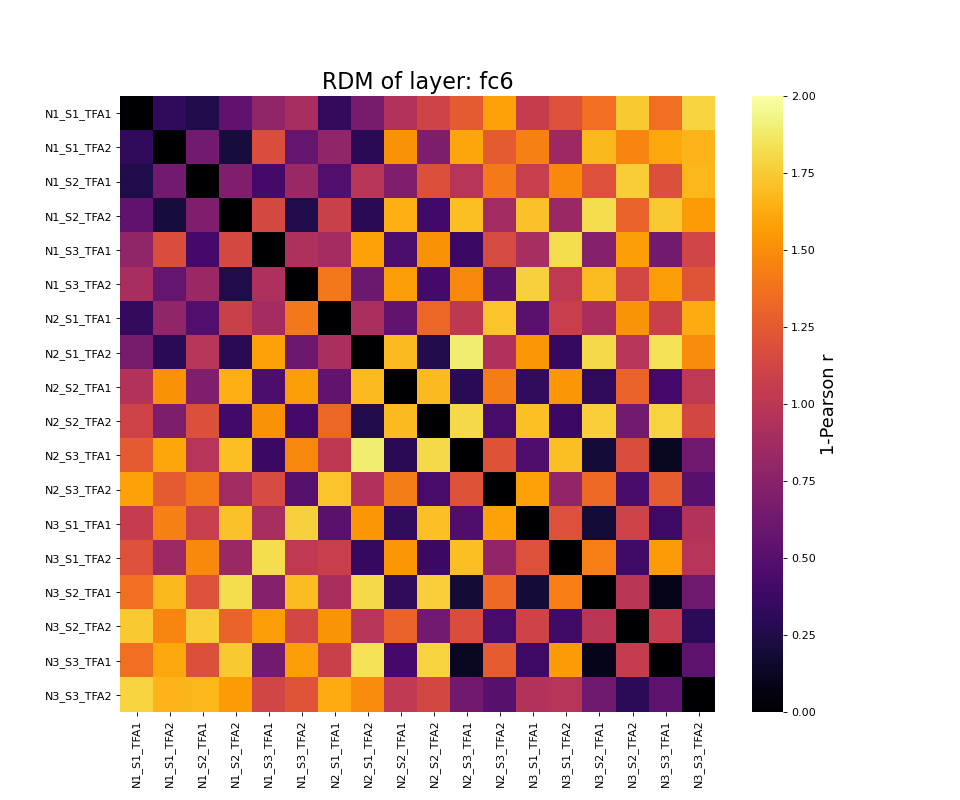 RDM of layer: fc6
N1_S1_TFA1
N1_S1_TFA2
N1_S2_TFA1
N1_S2_TFA2
N1_S3_TFA1
N1_S3_TFA2
N2_S1_TFA1
N2_S1_TFA2
N2_S2_TFA1
N2_S2_TFA2
N2_S3_TFA1
N2_S3_TFA2
N3_S1_TFA1
N3_S1_TFA2
N3_S2_TFA1
N3_S2_TFA2
N3_S3_TFA1
N3_S3_TFA2
N1_S1_TFA1
N1_S1_TFA2
N1_S2_TFA1
N1_S2_TFA2
N1_S3_TFA1
N1_S3_TFA2
N2_S1_TFA1
N2_S1_TFA2
N2_S2_TFA1
N2_S2_TFA2
N2_S3_TFA1
N2_S3_TFA2
N3_S1_TFA1
N3_S1_TFA2
N3_S2_TFA1
N3_S2_TFA2
N3_S3_TFA1
N3_S3_TFA2
2.00
1.75
1.50
1.25
1.00
0.75
0.50
0.25
0.00
1-Pearson r